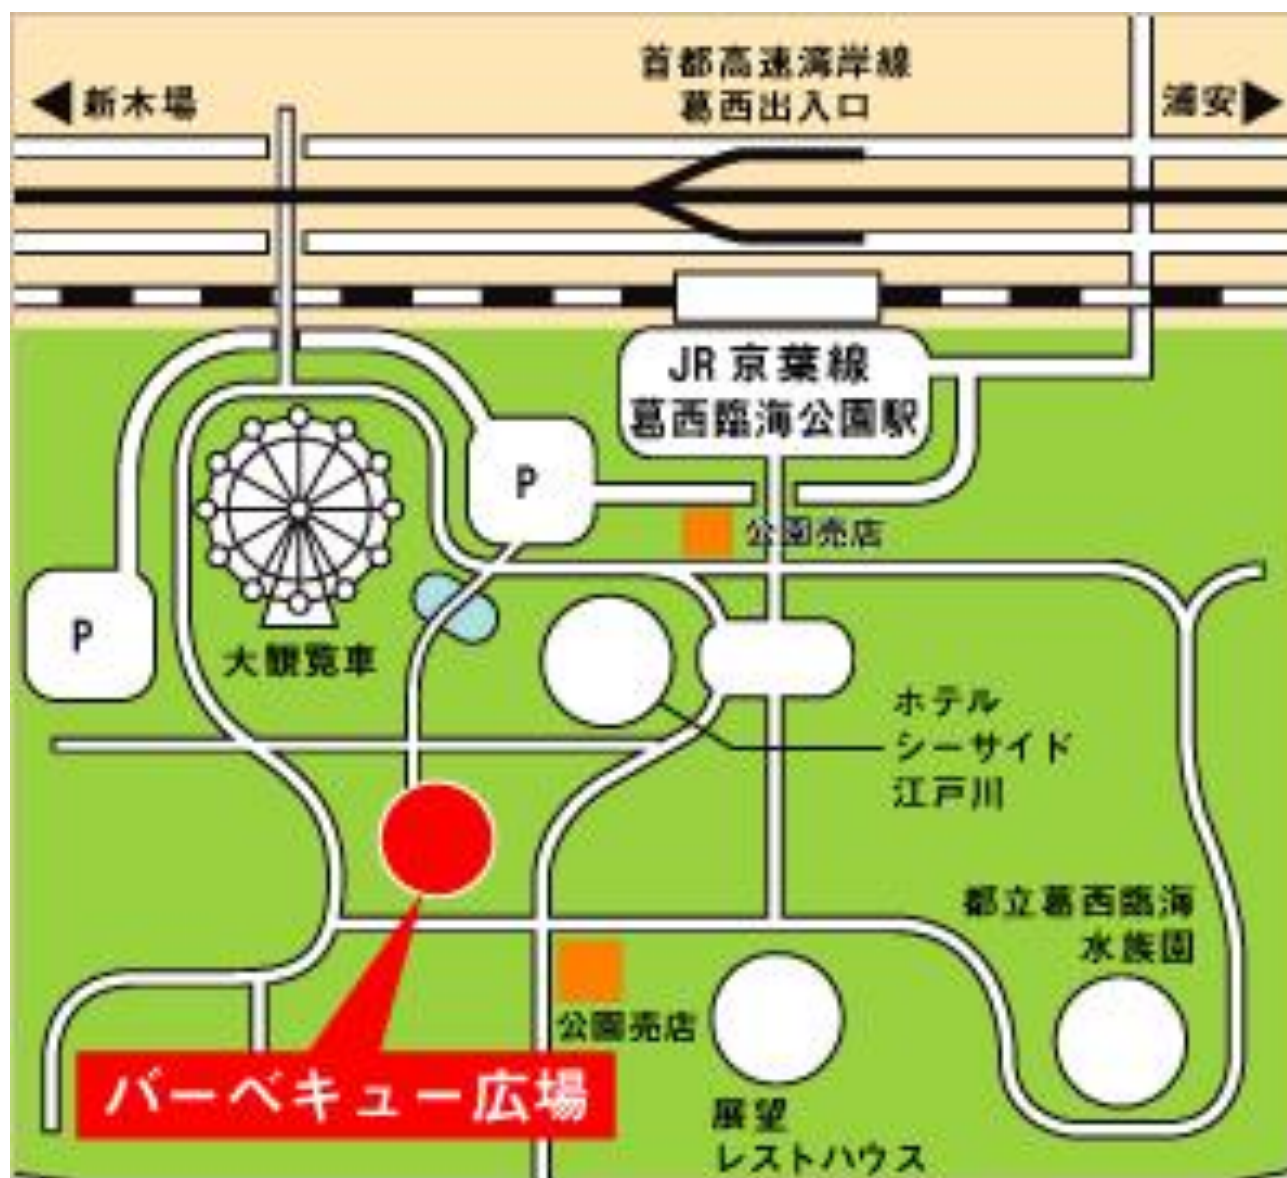 首都高速湾岸線
葛西出入口
新木場
浦安
JR 京葉線
葛西臨海公園駅
P
公園売店
P
大観覧車
ホテル
シーサイド
江戸川
都立葛西臨海
水族園
公園売店
バーベキュー広場
展望
レストハウス